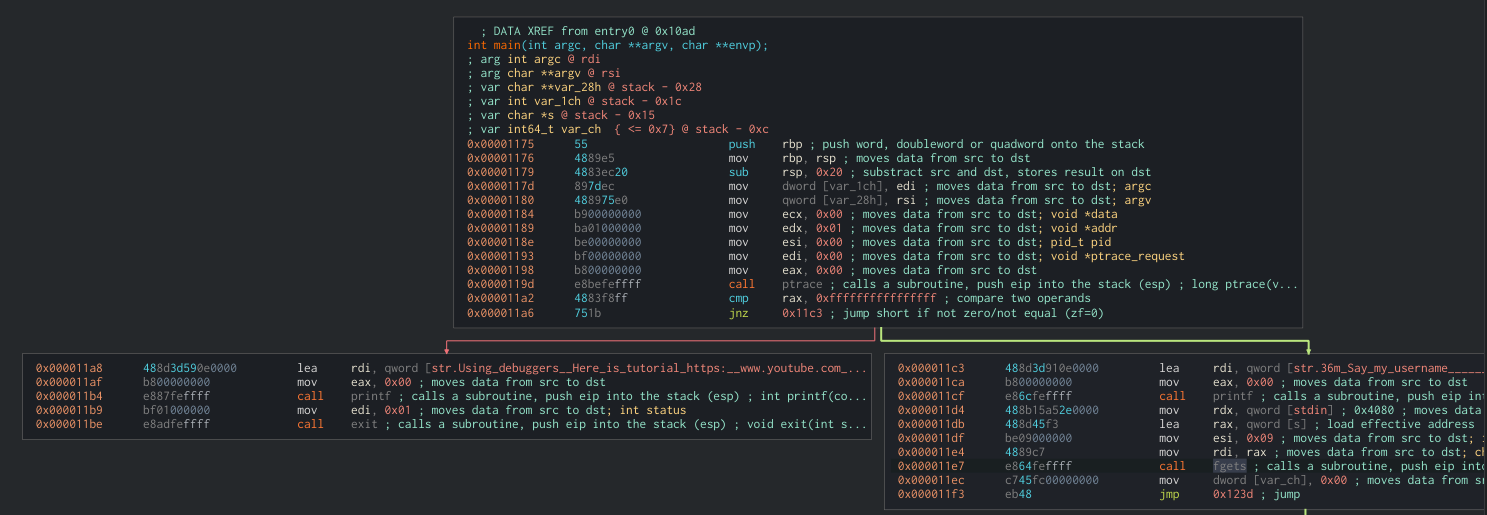 ; DATA XREF from entry0 @ 0x10ad
int main(int argc, char **argv, char **envp);
; arg int argc @ rdi
; arg char **argv @ rsi
; var char **var_28h @ stack - 0x28
; var int var_1ch @ stack - 0x1c
; var char *s @ stack - 0x15
; var int64_t var_ch { <= 0x7} @ stack - 0xc
0x00001175 55 push rbp ; push word, doubleword or quadword onto the stack
0x00001176 4889e5 mov rbp, rsp ; moves data from src to dst
0x00001179 4883ec20 sub rsp, 0x20 ; substract src and dst, stores result on dst
0x0000117d 897dec mov dword [var_1ch], edi ; moves data from src to dst; argc
0x00001180 488975e0 mov qword [var_28h], rsi ; moves data from src to dst; argv
0x00001184 b900000000 mov ecx, 0x00 ; moves data from src to dst; void *data
0x00001189 ba01000000 mov edx, 0x01 ; moves data from src to dst; void *addr
0x0000118e be00000000 mov esi, 0x00 ; moves data from src to dst; pid_t pid
0x00001193 bf00000000 mov edi, 0x00 ; moves data from src to dst; void *ptrace_request
0x00001198 b800000000 mov eax, 0x00 ; moves data from src to dst
0x0000119d e8befeffff call ptrace ; calls a subroutine, push eip into the stack (esp) ; long ptrace(v...
0x000011a2 4883f8ff cmp rax, 0xffffffffffffffff ; compare two operands
0x000011a6 751b jnz 0x11c3 ; jump short if not zero/not equal (zf=0)
0x000011a8 488d3d590e0000 lea rdi, qword [str.Using_debuggers__Here_is_tutorial_https:__www.youtube.com_...
0x000011af b800000000 mov eax, 0x00 ; moves data from src to dst
0x000011b4 e887feffff call printf ; calls a subroutine, push eip into the stack (esp) ; int printf(co...
0x000011b9 bf01000000 mov edi, 0x01 ; moves data from src to dst; int status
0x000011be e8adfeffff call exit ; calls a subroutine, push eip into the stack (esp) ; void exit(int s...
0x000011c3 488d3d910e0000 lea rdi, qword [str.36m_Say_my_username______
0x000011ca b800000000 mov eax, 0x00 ; moves data from src to dst
0x000011cf e86cfeffff call printf ; calls a subroutine, push eip int
0x000011d4 488b15a52e0000 mov rdx, qword [stdin] ; 0x4080 ; moves data
0x000011db 488d45f3 lea rax, qword [s] ; load effective address
0x000011df be09000000 mov esi, 0x09 ; moves data from src to dst;
0x000011e4 4889c7 mov rdi, rax ; moves data from src to dst; c
0x000011e7 e864feffff call fgets ; calls a subroutine, push eip int
0x000011ec c745fc00000000 mov dword [var_ch], 0x00 ; moves data from s
0x000011f3 eb48 jmp 0x123d ; jump